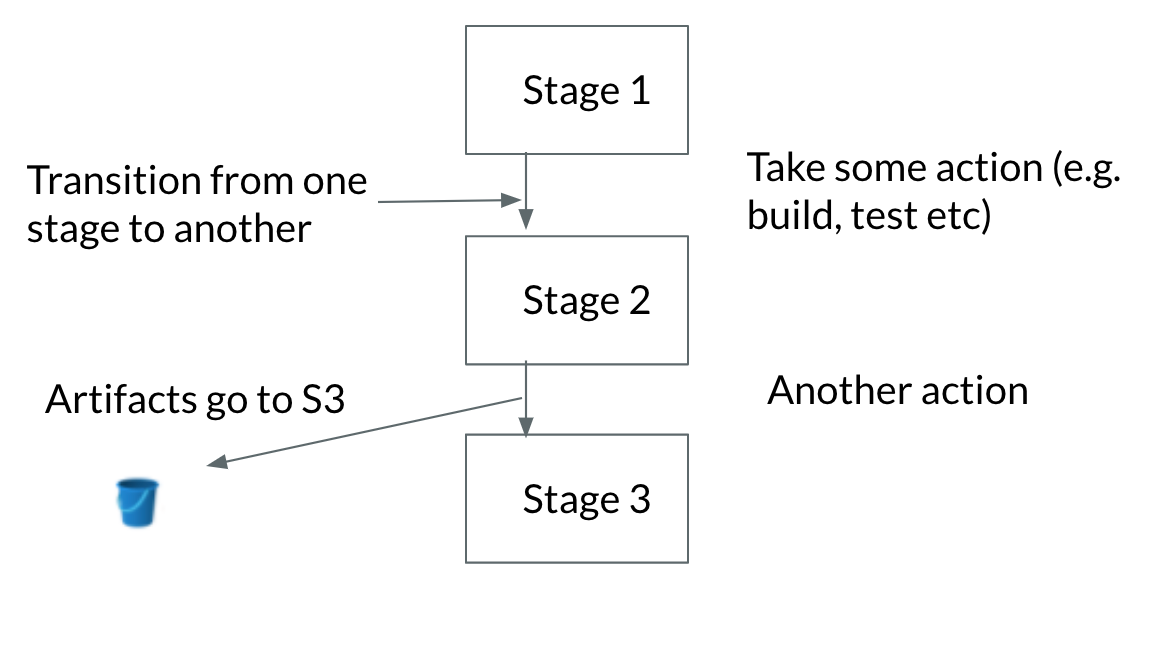 Stage 1
Transition from one
stage to another
Take some action (e.g.
build, test etc)
Stage 2
Artifacts go to S3
Another action
Stage 3